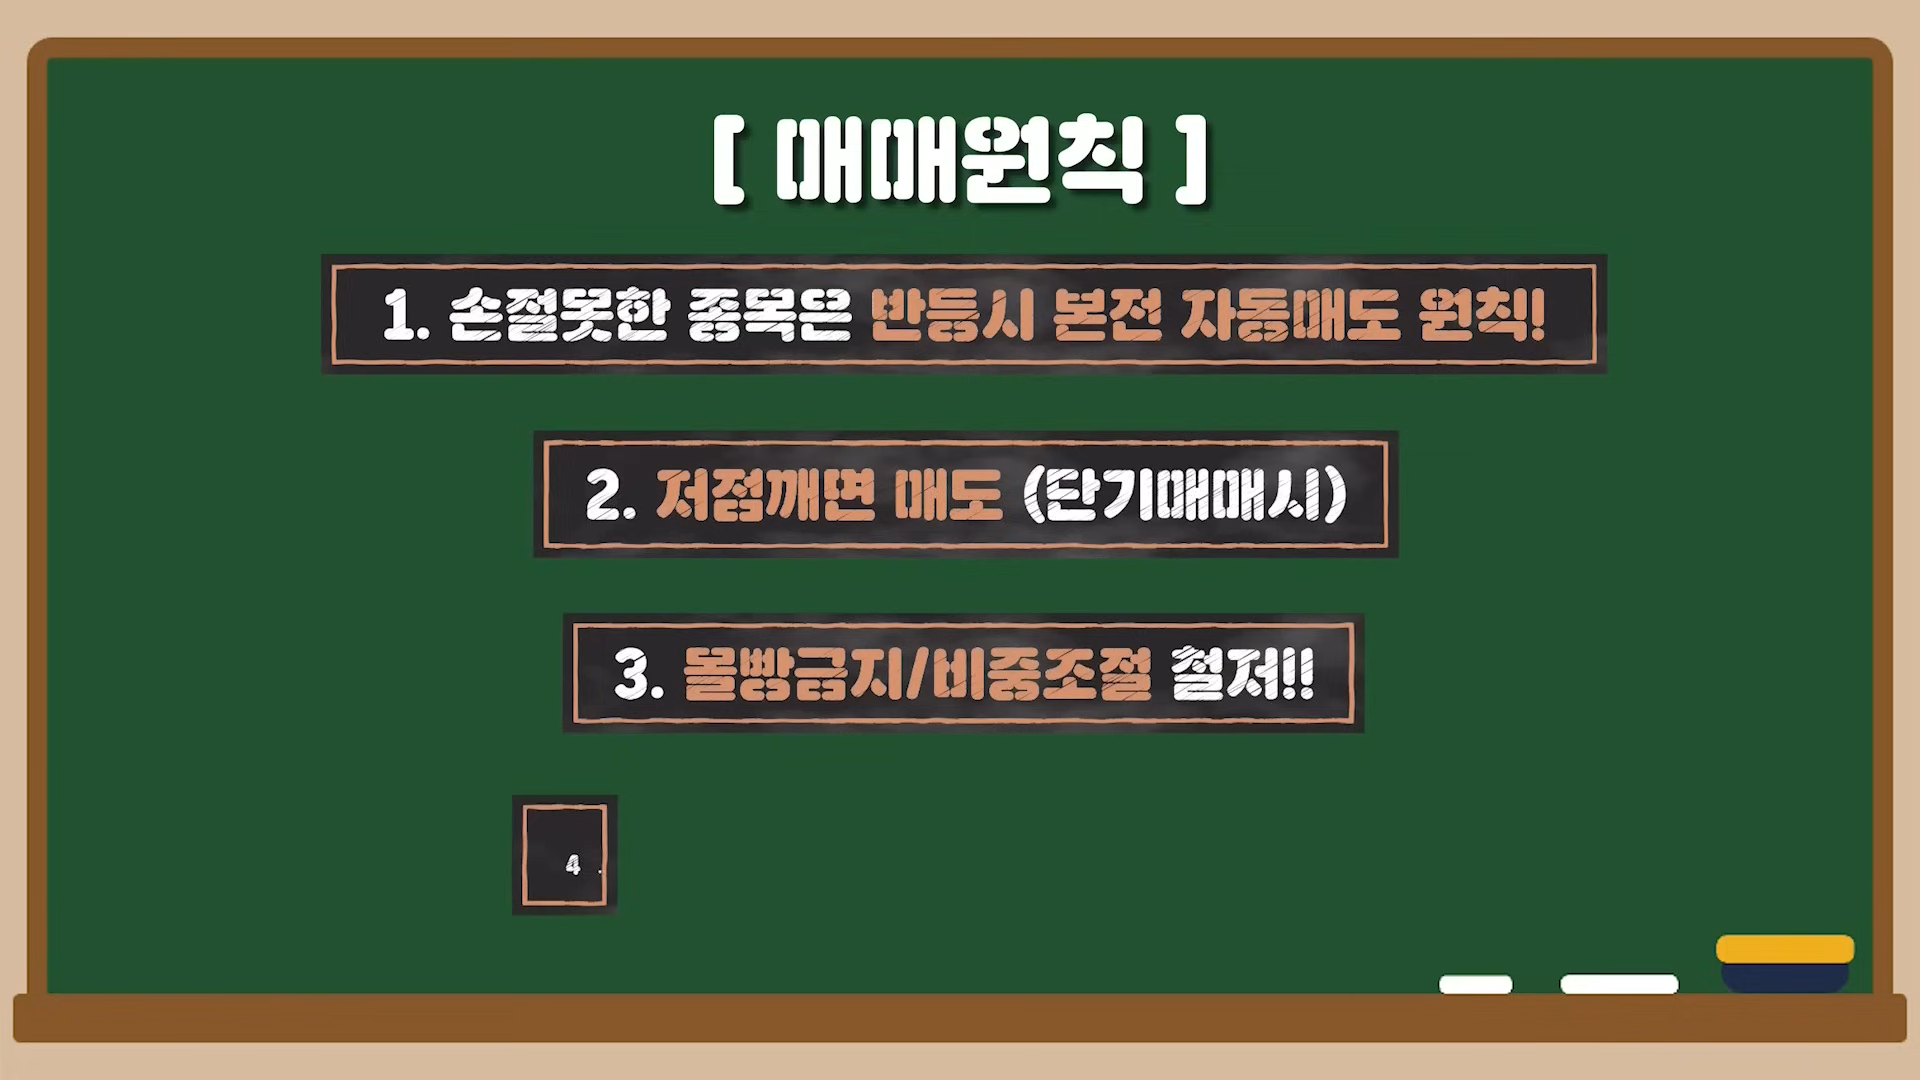 [ 매매원칙 ]
1. 손절못한 종목은 반등시 본전 자동매도 원칙!
2. 저점깨면 매도 (단기매매시)
3. 몰빵금지/비중조절 철저!!
4.